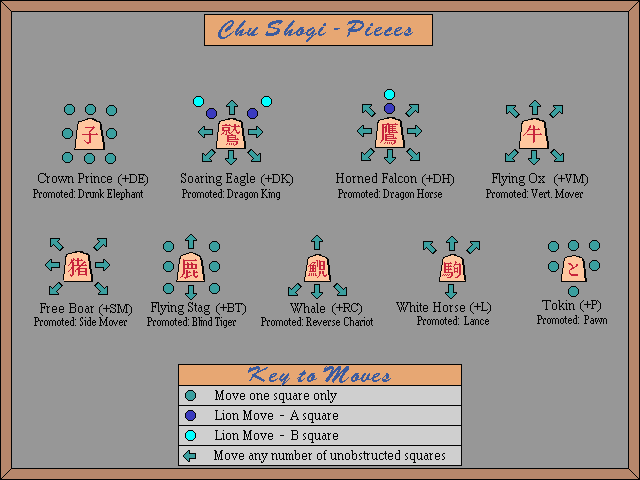 Chu Shogi - Pieces
子
鷲
鷹
牛
Crown Prince (+DE)
Promoted: Drunk Elephant
Soaring Eagle (+DK)
Promoted: Dragon King
Horned Falcon (+DH)
Promoted: Dragon Horse
Flying Ox (+VM)
Promoted: Vert. Mover
猪
鹿
鯨
駒
と
Free Boar (+SM)
Promoted: Side Mover
Flying Stag (+BT)
Promoted: Blind Tiger
Whale (+RC)
Promoted: Reverse Chariot
White Horse (+L)
Promoted: Lance
Tokin (+P)
Promoted: Pawn
Key to Moves
Move one square only
Lion Move - A square
Lion Move - B square
Move any number of unobstructed squares